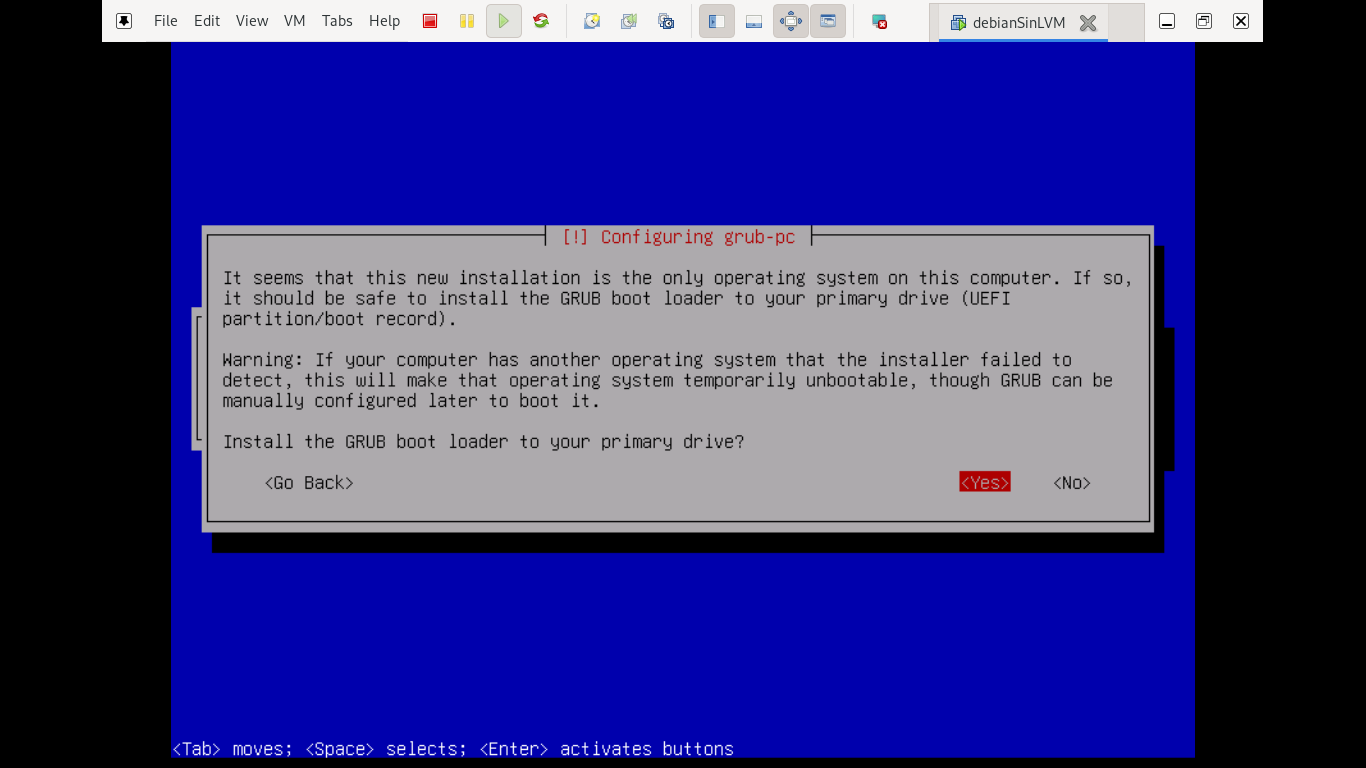 File Edit View VM Tabs Help debianSinLVM
[!] Configuring grub-pc
It seems that this new installation is the only operating system on this computer. If so,
it should be safe to install the GRUB boot loader to your primary drive (UEFI
partition/boot record).
Warning: If your computer has another operating system that the installer failed to
detect, this will make that operating system temporarily unbootable, though GRUB can be
manually configured later to boot it.
Install the GRUB boot loader to your primary drive?
<Go Back> <Yes> <No>
<Tab> moves; <Space> selects; <Enter> activates buttons